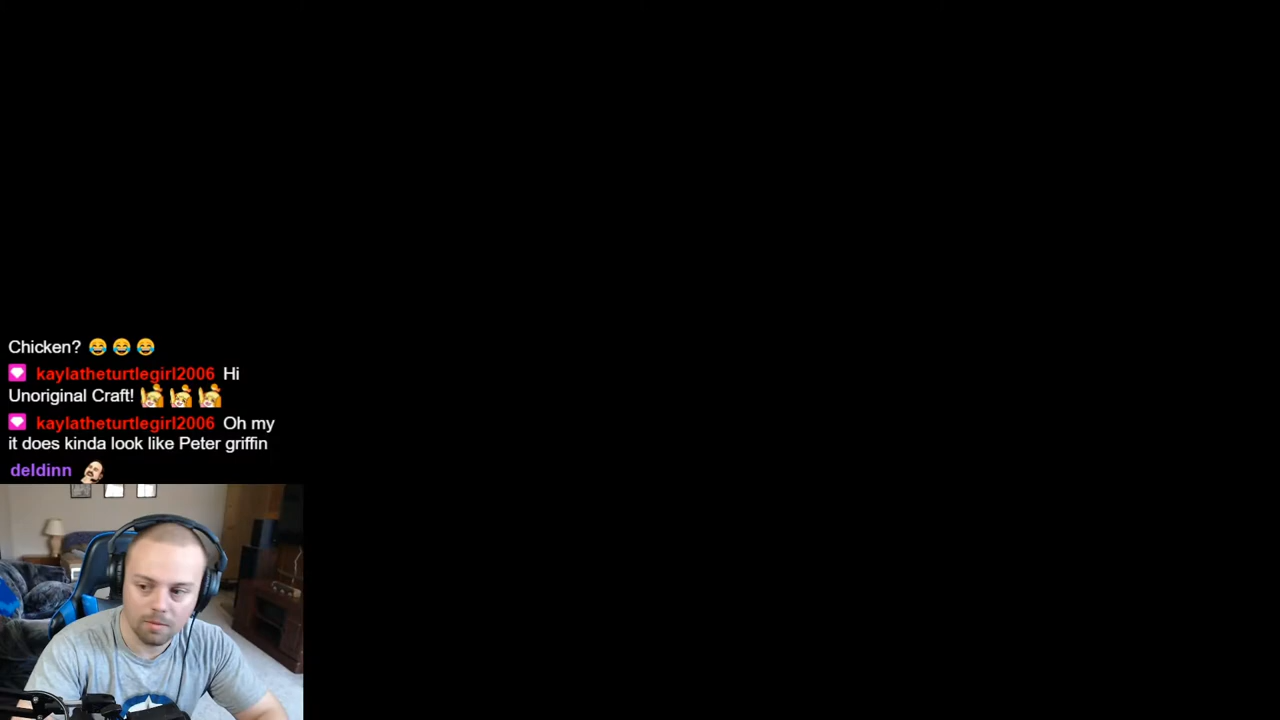 Chicken? 😂 😂 😂
kaylatheturtlegirl2006 Hi
Unoriginal Craft!
kaylatheturtlegirl2006 Oh my
it does kinda look like Peter griffin
deldinn